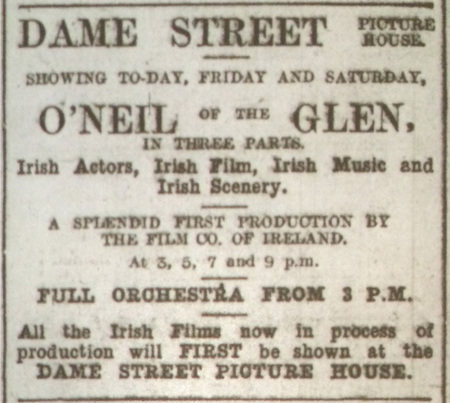 DAME STREET PICTURE HOUSE.
SHOWING TO-DAY, FRIDAY AND SATURDAY,
O'NEIL OF THE GLEN,
IN THREE PARTS.
Irish Actors, Irish Film, Irish Music and
Irish Scenery.
A SPLENDID FIRST PRODUCTION BY
THE FILM CO. OF IRELAND.
At 3, 5, 7 and 9 p.m.
FULL ORCHESTRA FROM 3 P.M.
All the Irish Films now in process of
production will FIRST be shown at the
DAME STREET PICTURE HOUSE.